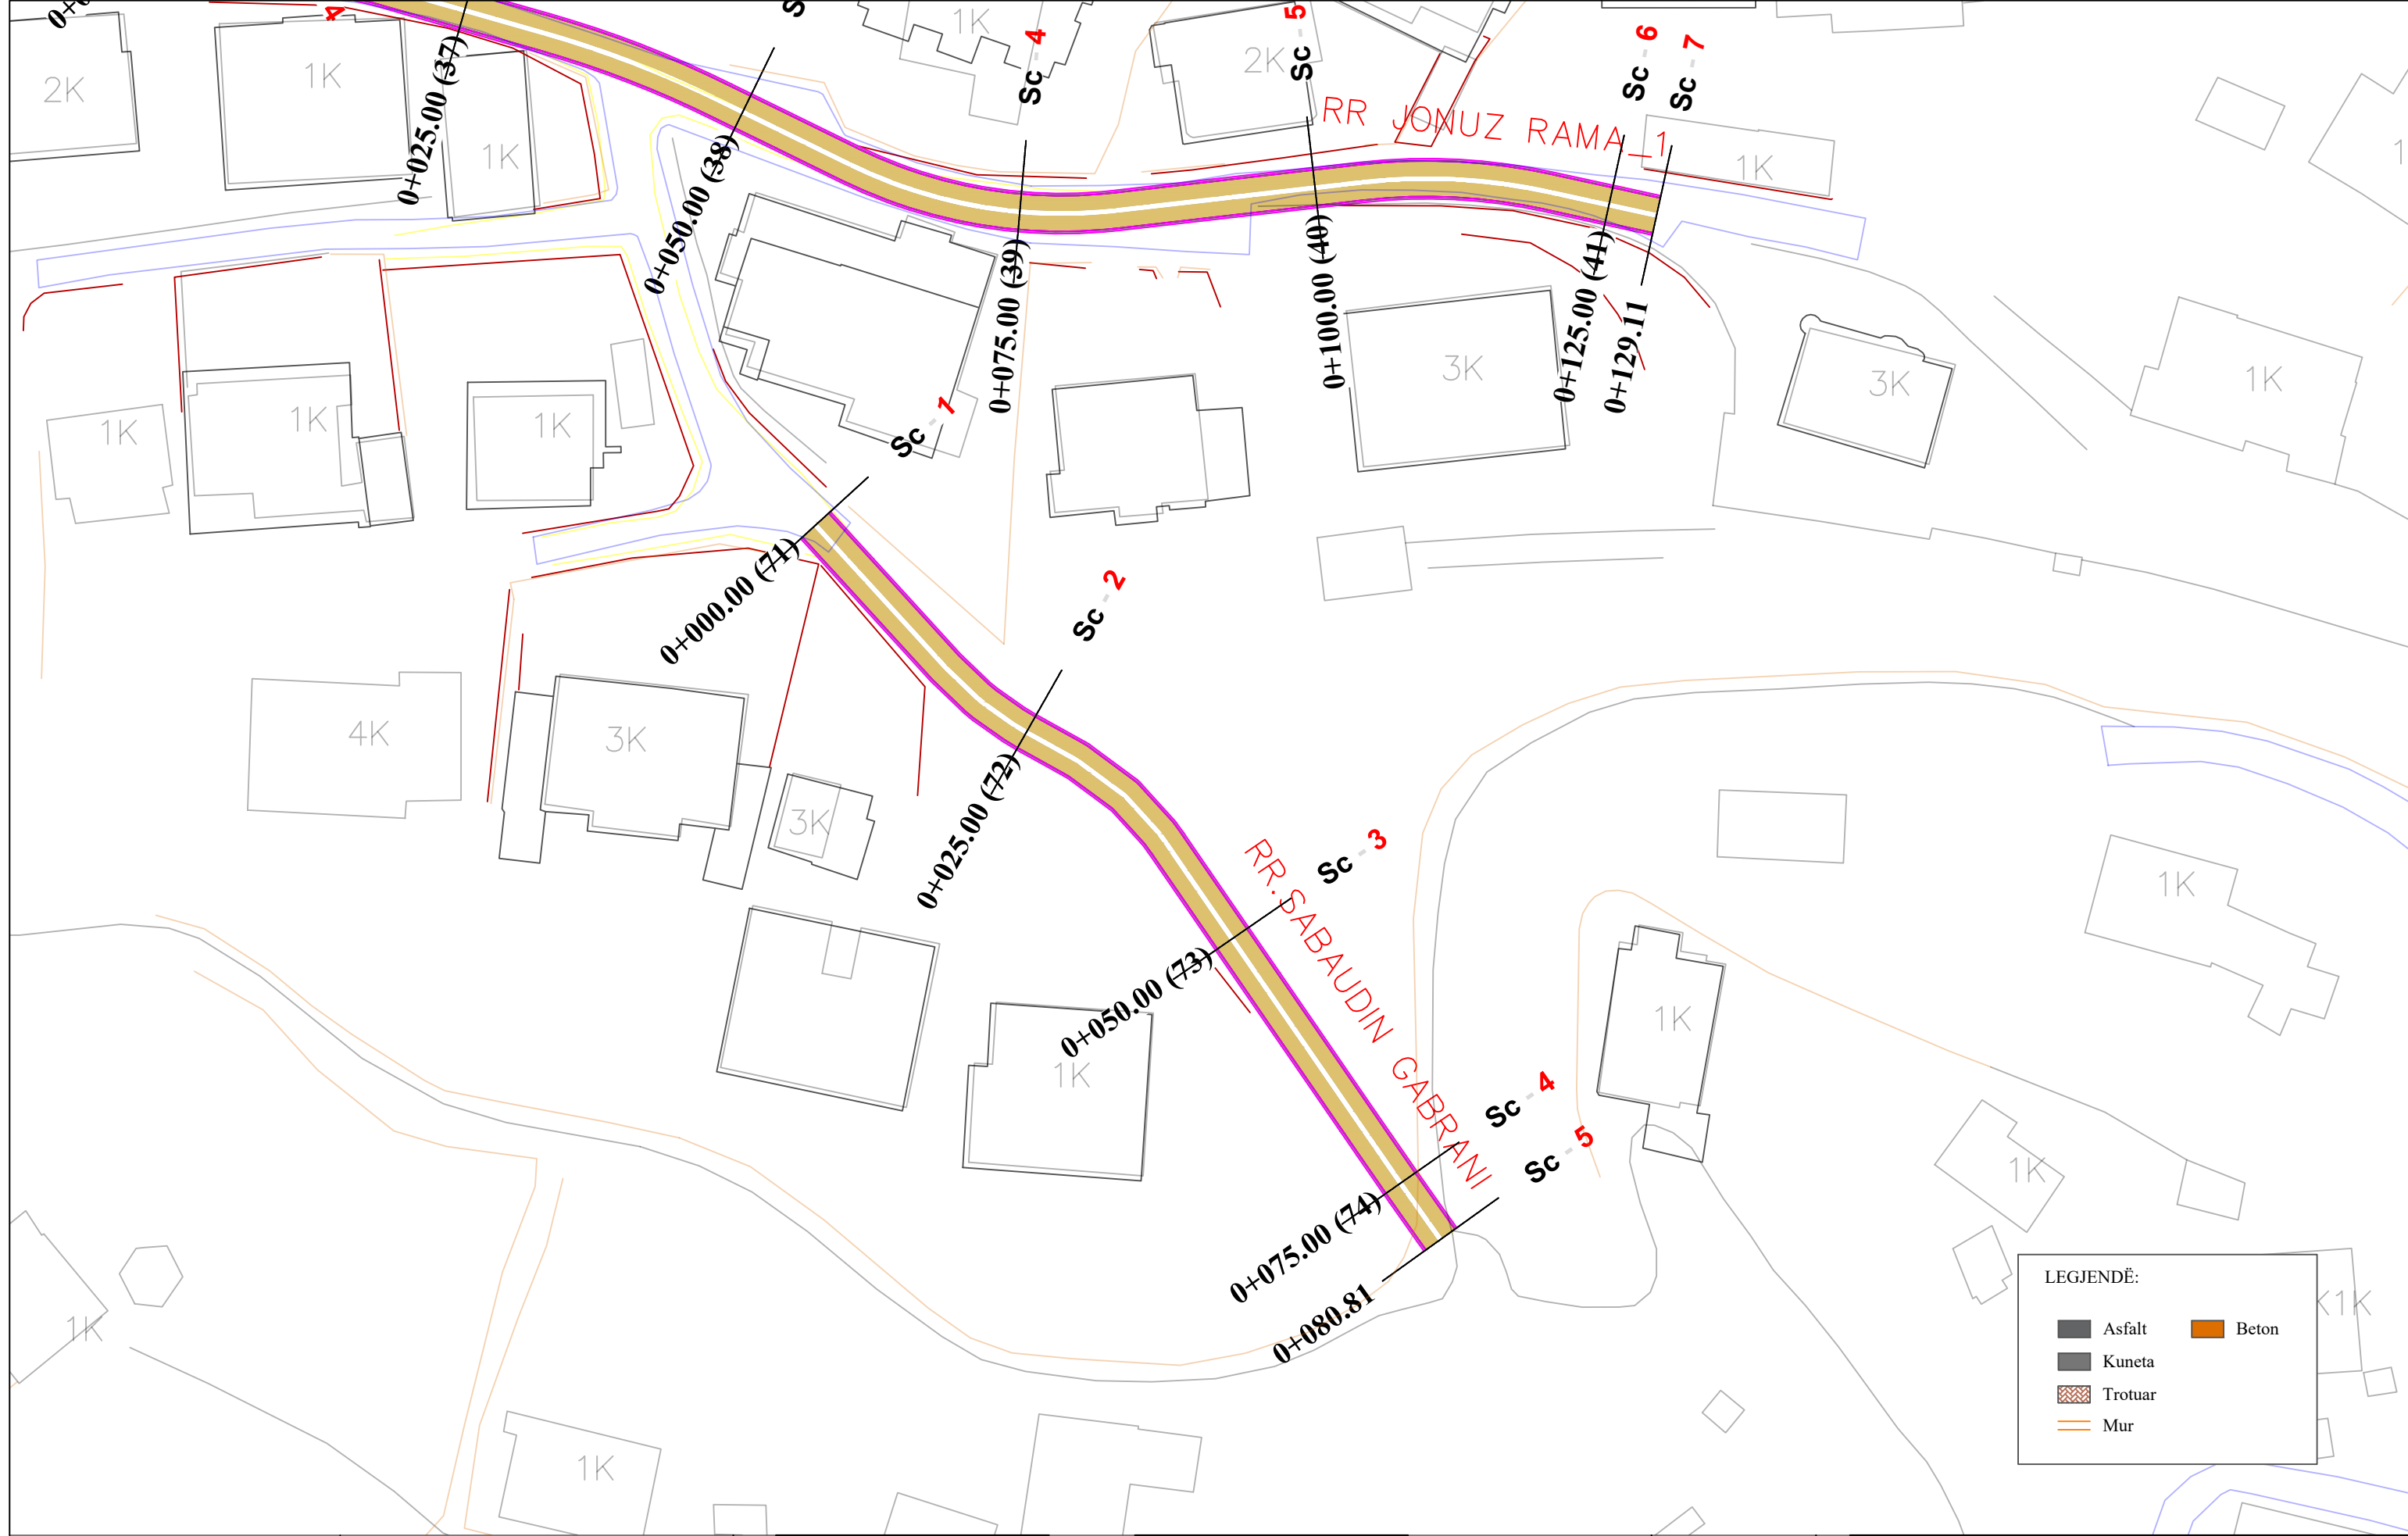 4
Sc - 4
Sc - 5
Sc - 6
Sc - 7
2K
1K
1K
1K
2K
1K
RR JONUZ RAMA_1
0+025.00 (37)
0+050.00 (38)
0+075.00 (39)
0+100.00 (40)
0+125.00 (41)
0+129.11
1K
1K
1K
3K
3K
1K
Sc - 1
0+000.00 (71)
Sc - 2
0+025.00 (72)
4K
3K
3K
Sc - 3
0+050.00 (73)
RR.SABAUDIN GABRANI
1K
1K
1K
Sc - 4
0+075.00 (74)
Sc - 5
0+080.81
1K
1K
1K
1K
LEGJENDË:
Asfalt
Beton
Kuneta
Trotuar
Mur